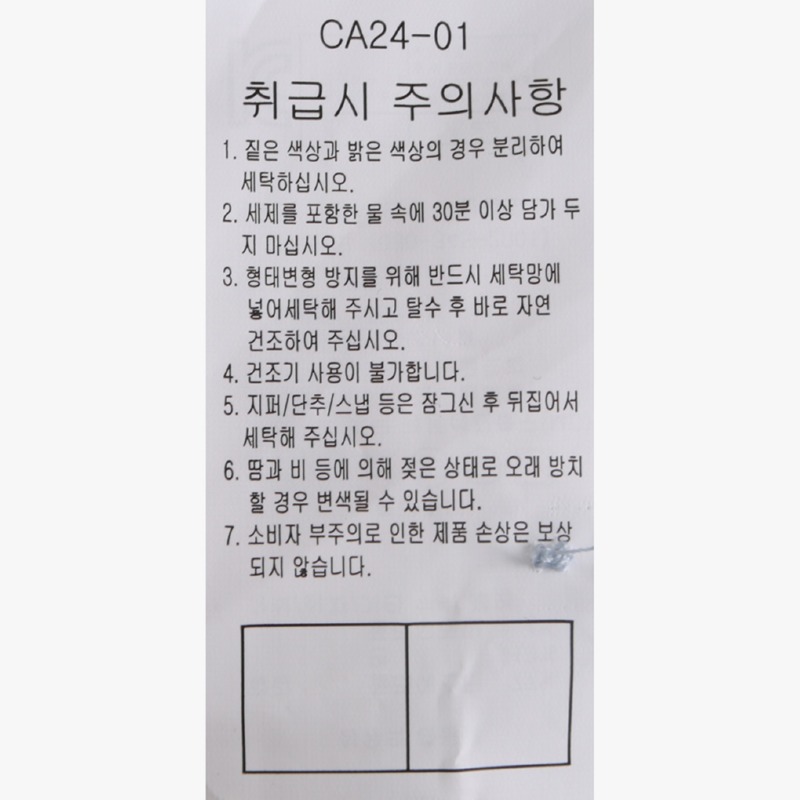 CA24-01
취급시 주의사항
1. 짙은 색상과 밝은 색상의 경우 분리하여
세탁하십시오.
2. 세제를 포함한 물 속에 30분 이상 담가 두
지 마십시오.
3. 형태변형 방지를 위해 반드시 세탁망에
넣어세탁해 주시고 탈수 후 바로 자연
건조하여 주십시오.
4. 건조기 사용이 불가합니다.
5. 지퍼/단추/스냅 등은 잠그신 후 뒤집어서
세탁해 주십시오.
6. 땀과 비 등에 의해 젖은 상태로 오래 방치
할 경우 변색될 수 있습니다.
7. 소비자 부주의로 인한 제품 손상은 보상
되지 않습니다.